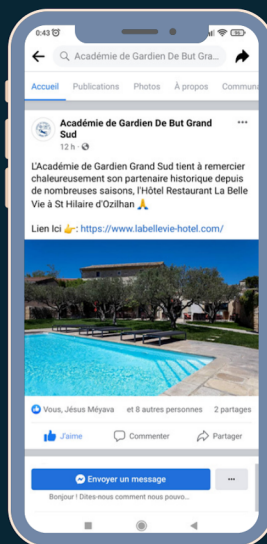 0:43
Académie de Gardien De But Gra...
Accueil Publications Photos À propos Commun
Académie de Gardien De But Grand
Sud
12 h
L'Académie de Gardien Grand Sud tient à remercier
chaleureusement son partenaire historique depuis
de nombreuses saisons, l'Hôtel Restaurant La Belle
Vie à St Hilaire d'Ozilhan 🙏
Lien Ici 👉: https://www.labellevie-hotel.com/
Vous, Jésus Méyava et 8 autres personnes 2 partages
J'aime Commenter Partager
Envoyer un message
Bonjour ! Dites-nous comment nous pouvo...